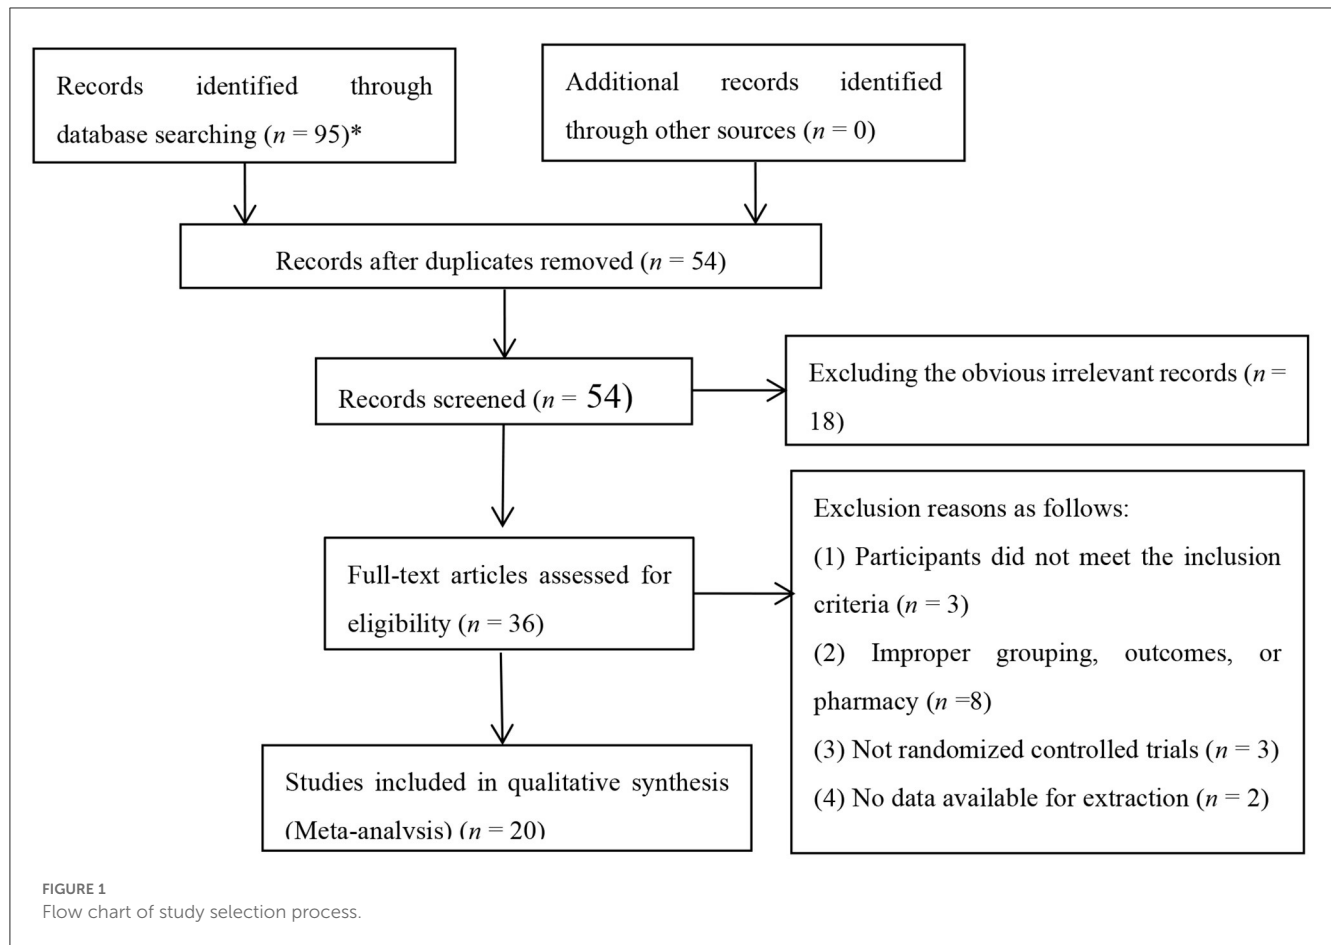 Records identified through
database searching (n = 95)*
Additional records identified
through other sources (n = 0)
Records after duplicates removed (n = 54)
Records screened (n = 54)
Excluding the obvious irrelevant records (n =
18)
Full-text articles assessed for
eligibility (n = 36)
Exclusion reasons as follows:
(1) Participants did not meet the inclusion
criteria (n = 3)
(2) Improper grouping, outcomes, or
pharmacy (n =8)
(3) Not randomized controlled trials (n = 3)
(4) No data available for extraction (n = 2)
Studies included in qualitative synthesis
(Meta-analysis) (n = 20)
FIGURE 1
Flow chart of study selection process.